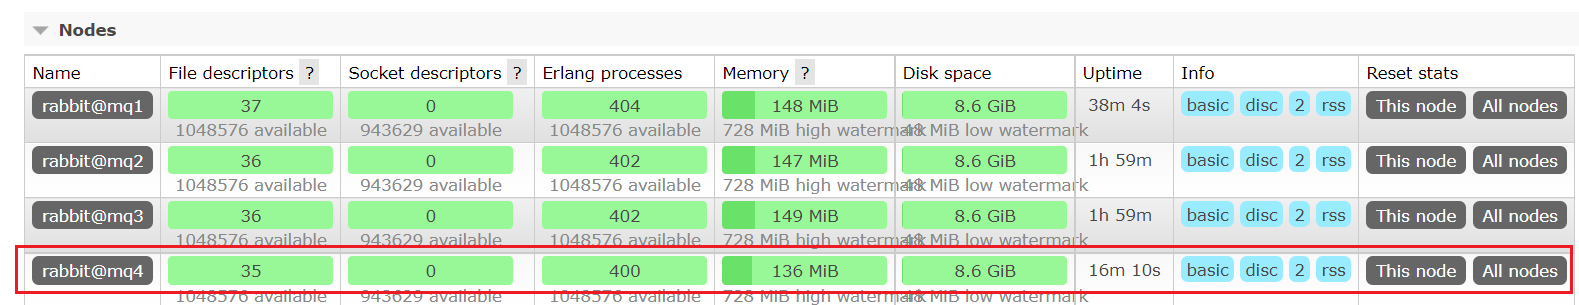 Nodes
Name File descriptors ? Socket descriptors ? Erlang processes Memory ? Disk space Uptime Info Reset stats
rabbit@mq1 37 0 404 148 MiB 8.6 GiB 38m 4s basic disc 2 rss This node All nodes
1048576 available 943629 available 1048576 available 728 MiB high watermark 48 MiB low watermark
rabbit@mq2 36 0 402 147 MiB 8.6 GiB 1h 59m basic disc 2 rss This node All nodes
1048576 available 943629 available 1048576 available 728 MiB high watermark 48 MiB low watermark
rabbit@mq3 36 0 402 149 MiB 8.6 GiB 1h 59m basic disc 2 rss This node All nodes
1048576 available 943629 available 1048576 available 728 MiB high watermark 48 MiB low watermark
rabbit@mq4 35 0 400 136 MiB 8.6 GiB 16m 10s basic disc 2 rss This node All nodes
1048576 available 943629 available 1048576 available 728 MiB high watermark 48 MiB low watermark